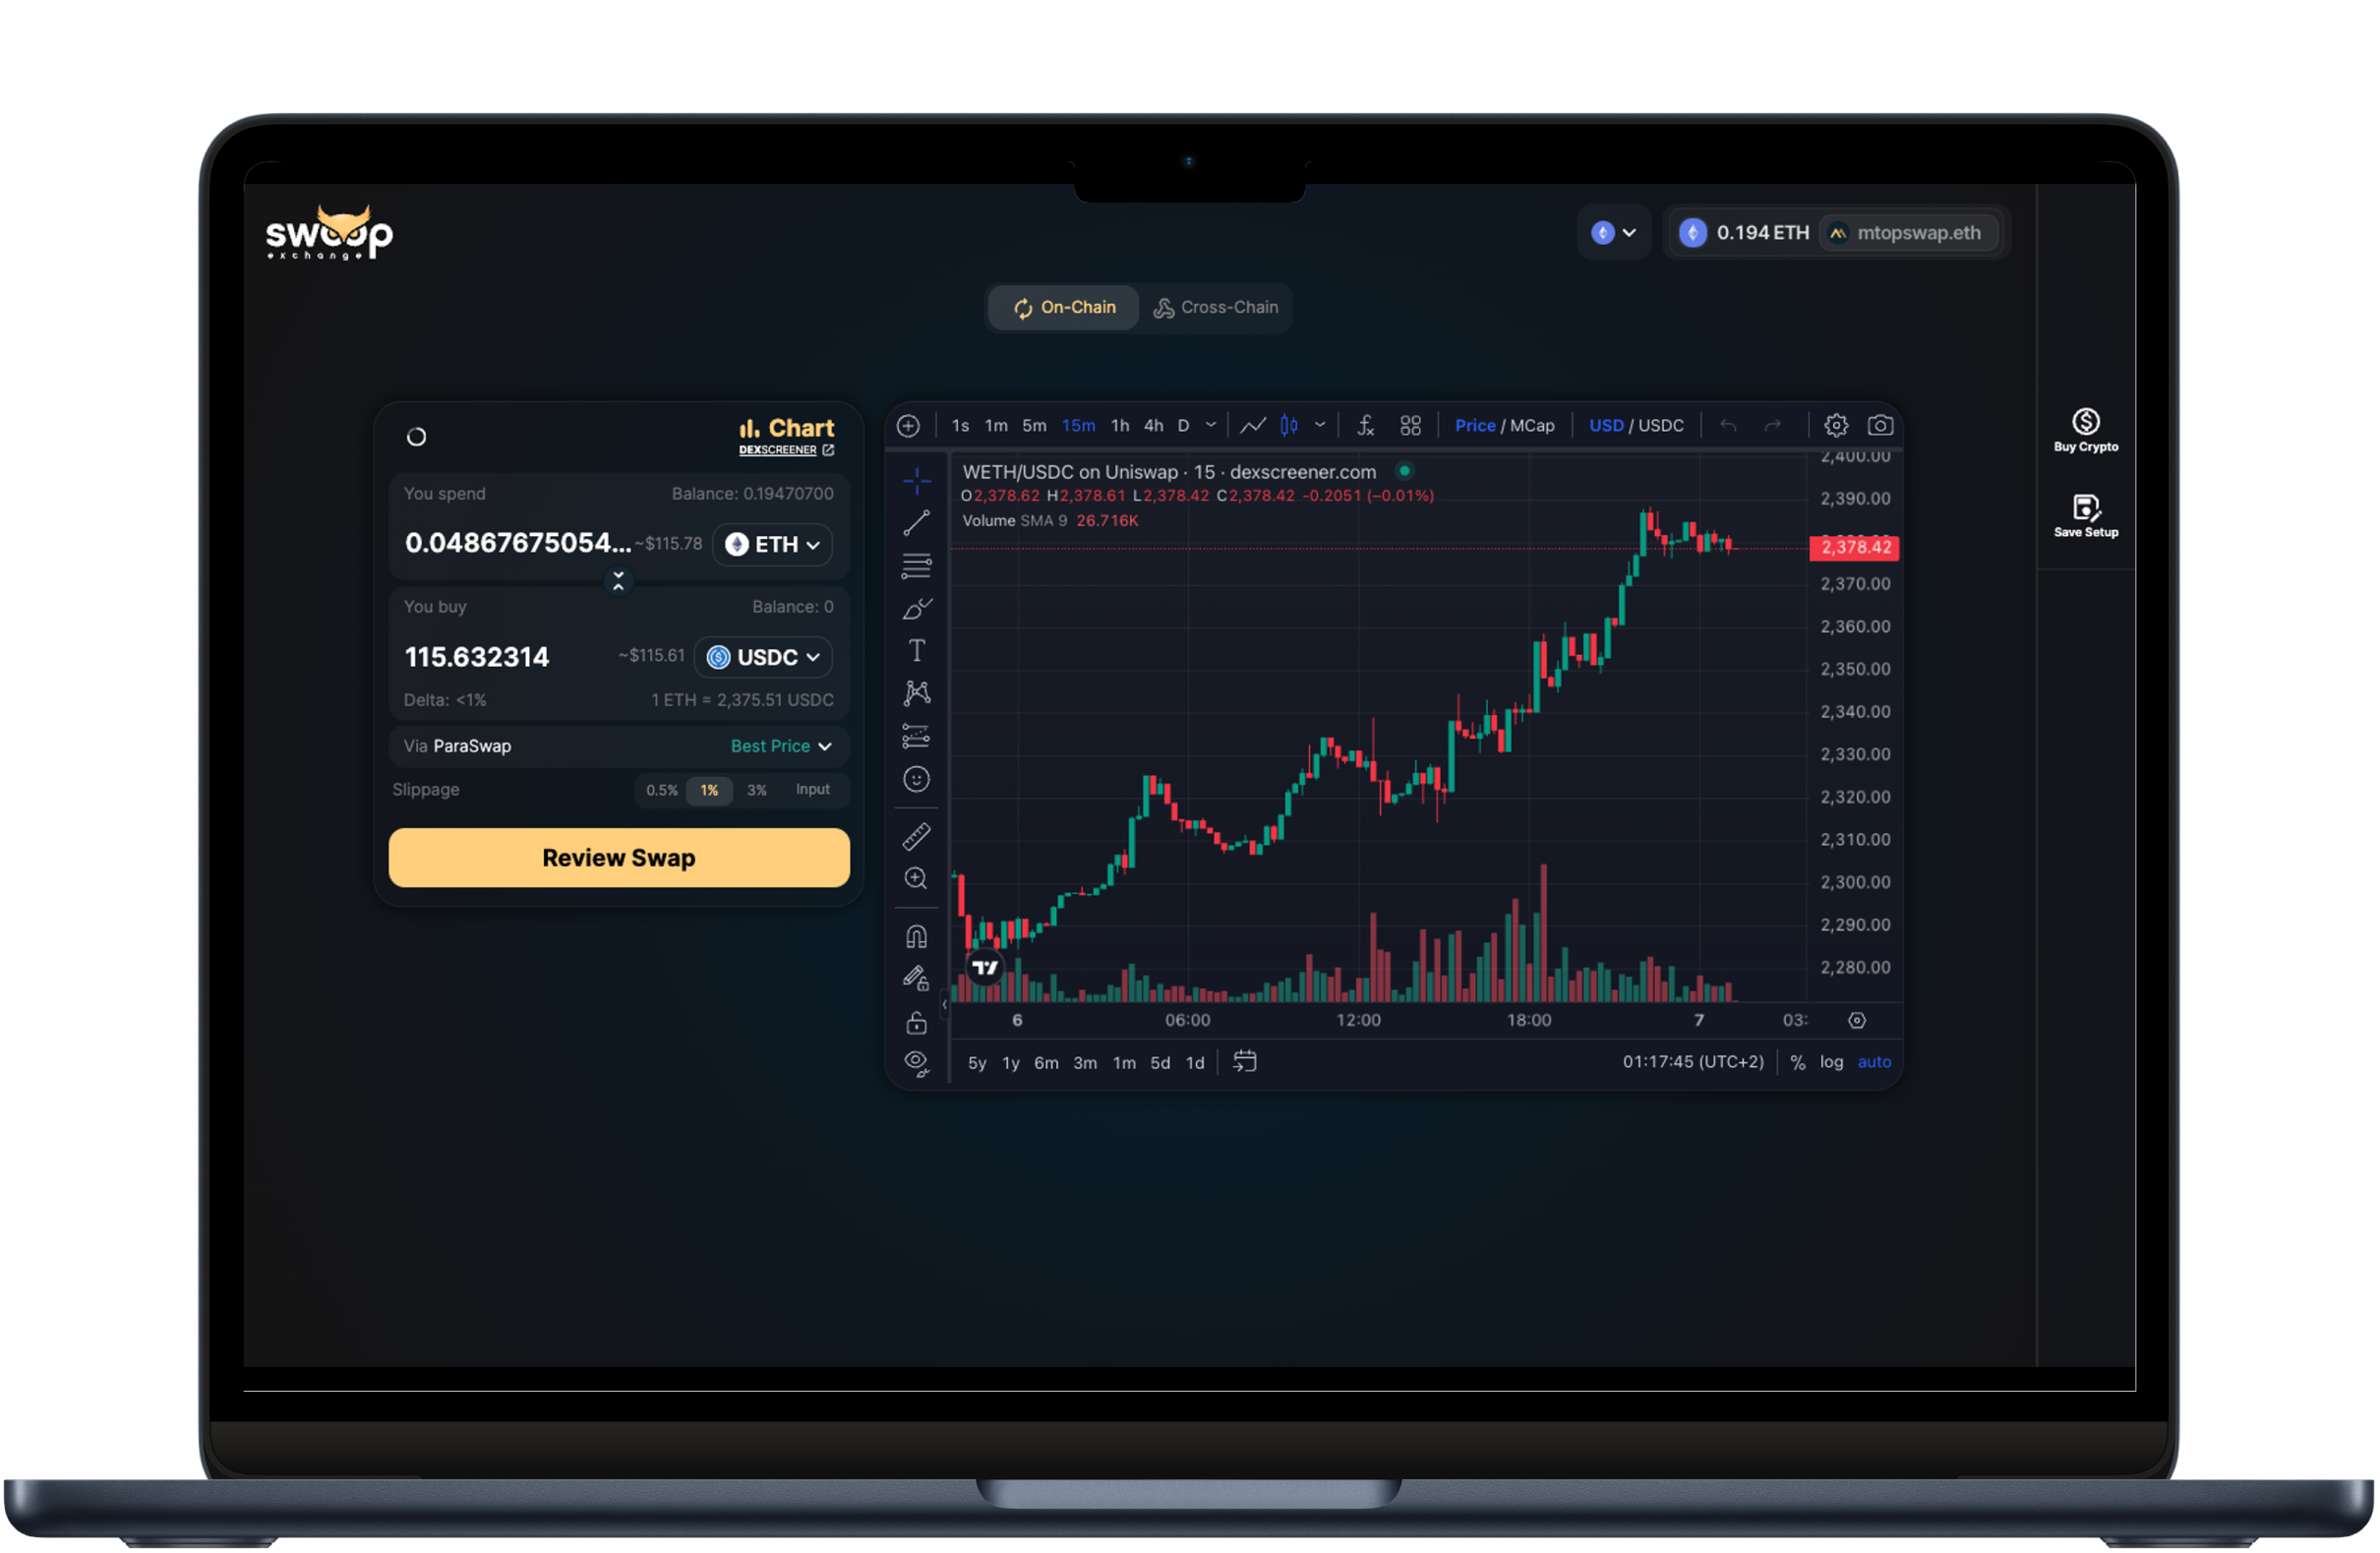 swoop
exchange
0.194 ETH mtopswap.eth
On-Chain Cross-Chain
Chart
DEXSCREENER
You spend Balance: 0.19470700
0.04867675054... ~$115.78 ETH
You buy Balance: 0
115.632314 ~$115.61 USDC
Delta: <1% 1 ETH = 2,375.51 USDC
Via ParaSwap Best Price
Slippage 0.5% 1% 3% Input
Review Swap
1s 1m 5m 15m 1h 4h D Price / MCap USD / USDC
WETH/USDC on Uniswap · 15 · dexscreener.com
O2,378.62 H2,378.61 L2,378.42 C2,378.42 -0.2051 (−0.01%)
Volume SMA 9 26.716K
2,400.00
2,390.00
2,378.42
2,370.00
2,360.00
2,350.00
2,340.00
2,330.00
2,320.00
2,310.00
2,300.00
2,290.00
2,280.00
6 06:00 12:00 18:00 7 03:
5y 1y 6m 3m 1m 5d 1d 01:17:45 (UTC+2) % log auto
Buy Crypto
Save Setup